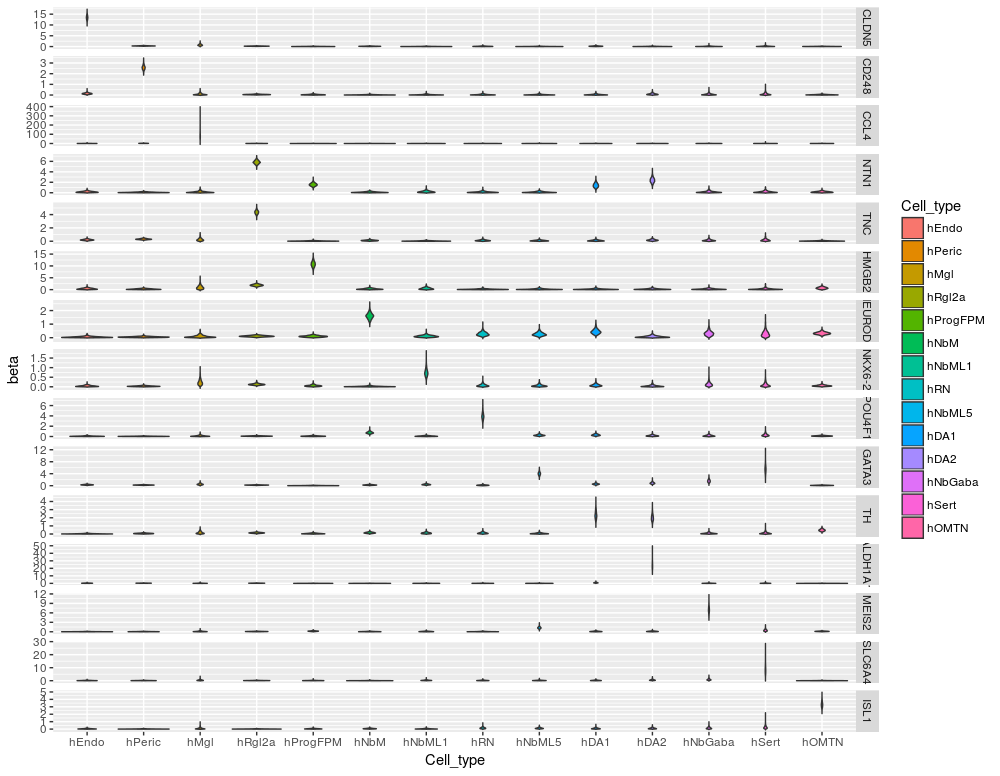 beta
15
10
5
0
CLDN5
3
2
1
0
CD248
400
300
200
100
0
CCL4
6
4
2
0
NTN1
4
2
0
TNC
15
10
5
0
HMGB2
2
1
0
EUROD
1.5
1.0
0.5
0.0
NKX6-2
6
4
2
0
POU4F1
12
8
4
0
GATA3
4
3
2
1
0
TH
50
40
30
20
10
0
LDH1A
12
9
6
3
0
MEIS2
30
20
10
0
SLC6A4
5
4
3
2
1
0
ISL1
hEndo hPeric hMgl hRgl2a hProgFPM hNbM hNbML1 hRN hNbML5 hDA1 hDA2 hNbGaba hSert hOMTN
Cell_type
Cell_type
hEndo
hPeric
hMgl
hRgl2a
hProgFPM
hNbM
hNbML1
hRN
hNbML5
hDA1
hDA2
hNbGaba
hSert
hOMTN